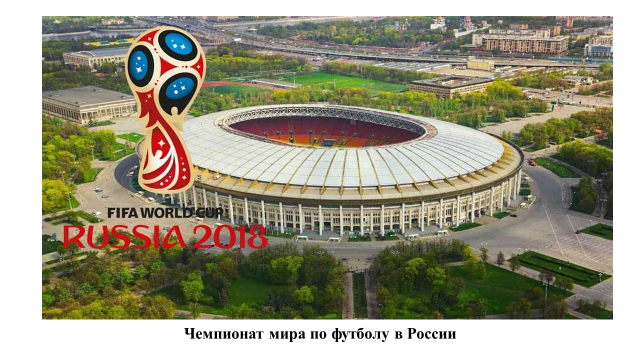 FIFA WORLD CUP
RUSSIA 2018
Чемпионат мира по футболу в России